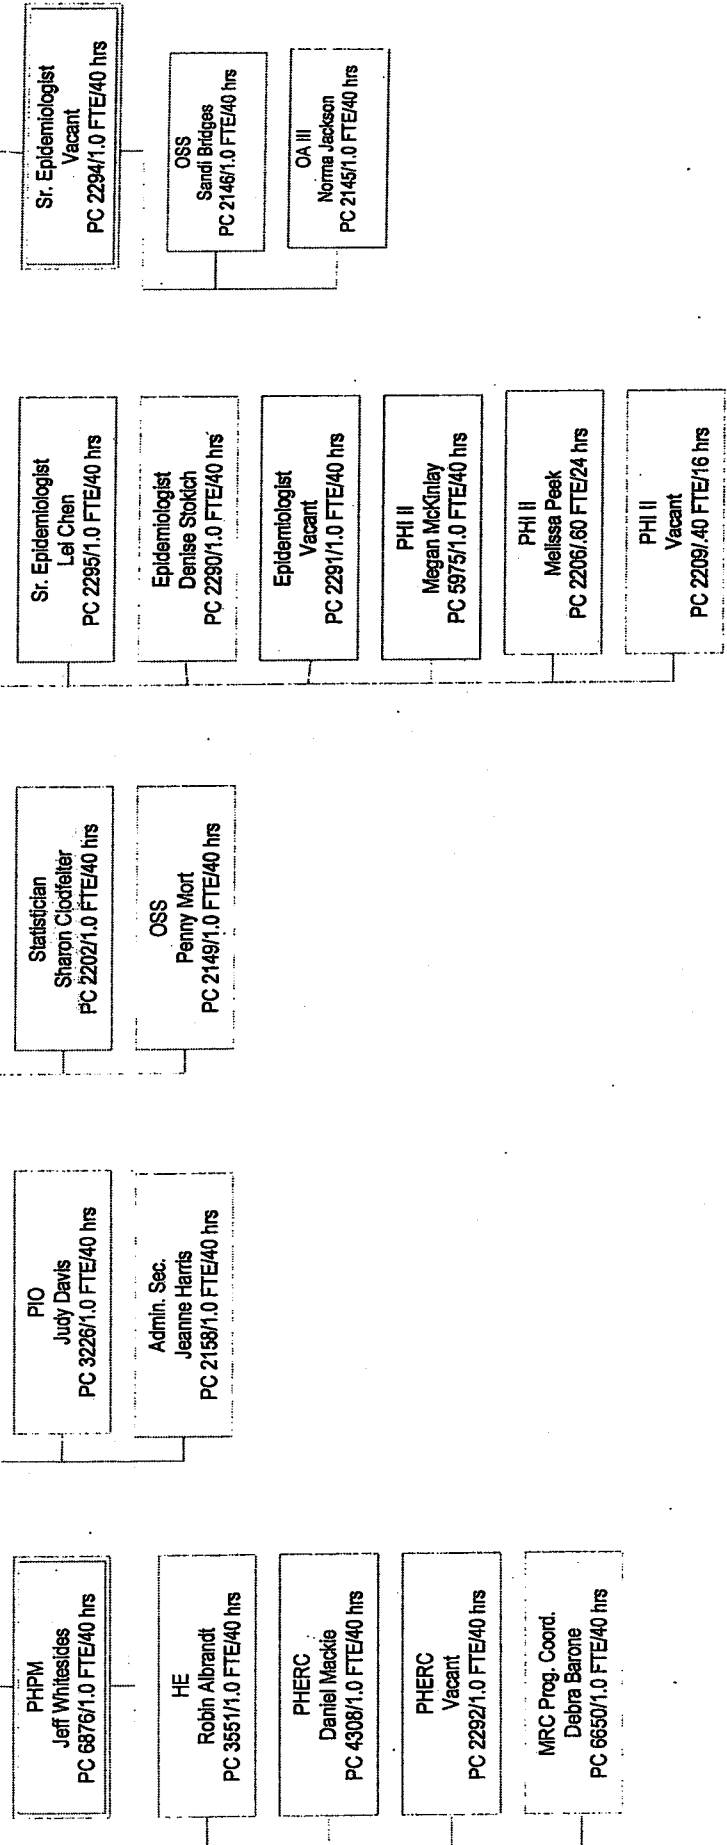 PHPM
Jeff Whitesides
PC 6876/1.0 FTE/40 hrs
HE
Robin Albrandt
PC 3551/1.0 FTE/40 hrs
PHERC
Daniel Mackie
PC 4308/1.0 FTE/40 hrs
PHERC
Vacant
PC 2292/1.0 FTE/40 hrs
MRC Prog. Coord.
Debra Barone
PC 6650/1.0 FTE/40 hrs
PIO
Judy Davis
PC 3226/1.0 FTE/40 hrs
Admin. Sec.
Jeanne Harris
PC 2158/1.0 FTE/40 hrs
Statistician
Sharon Clodfelter
PC 2202/1.0 FTE/40 hrs
OSS
Penny Mort
PC 2149/1.0 FTE/40 hrs
Sr. Epidemiologist
Lei Chen
PC 2295/1.0 FTE/40 hrs
Epidemiologist
Denise Stokich
PC 2290/1.0 FTE/40 hrs
Epidemiologist
Vacant
PC 2291/1.0 FTE/40 hrs
PHI II
Megan McKinlay
PC 5975/1.0 FTE/40 hrs
PHI II
Melissa Peek
PC 2206/.60 FTE/24 hrs
PHI II
Vacant
PC 2209/.40 FTE/16 hrs
Sr. Epidemiologist
Vacant
PC 2294/1.0 FTE/40 hrs
OSS
Sandi Bridges
PC 2146/1.0 FTE/40 hrs
OA III
Norma Jackson
PC 2145/1.0 FTE/40 hrs